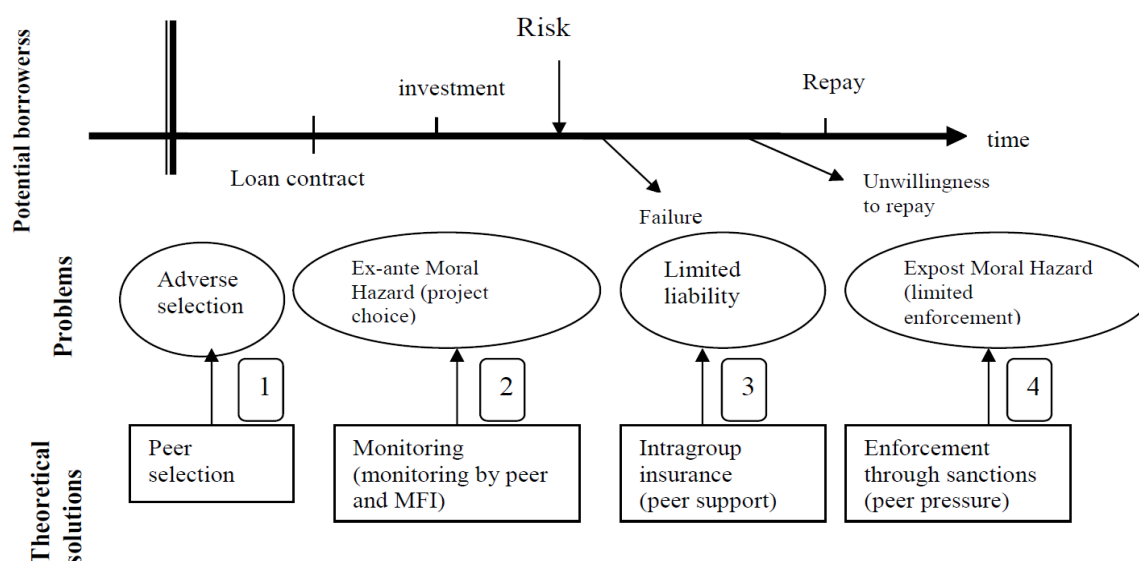 Potential borrowerss
Risk
investment
Repay
time
Loan contract
Failure
Unwillingness
to repay
Problems
Adverse
selection
Ex-ante Moral
Hazard (project
choice)
Limited
liability
Expost Moral Hazard
(limited
enforcement)
1
2
3
4
Theoretical
solutions
Peer
selection
Monitoring
(monitoring by peer
and MFI)
Intragroup
insurance
(peer support)
Enforcement
through sanctions
(peer pressure)